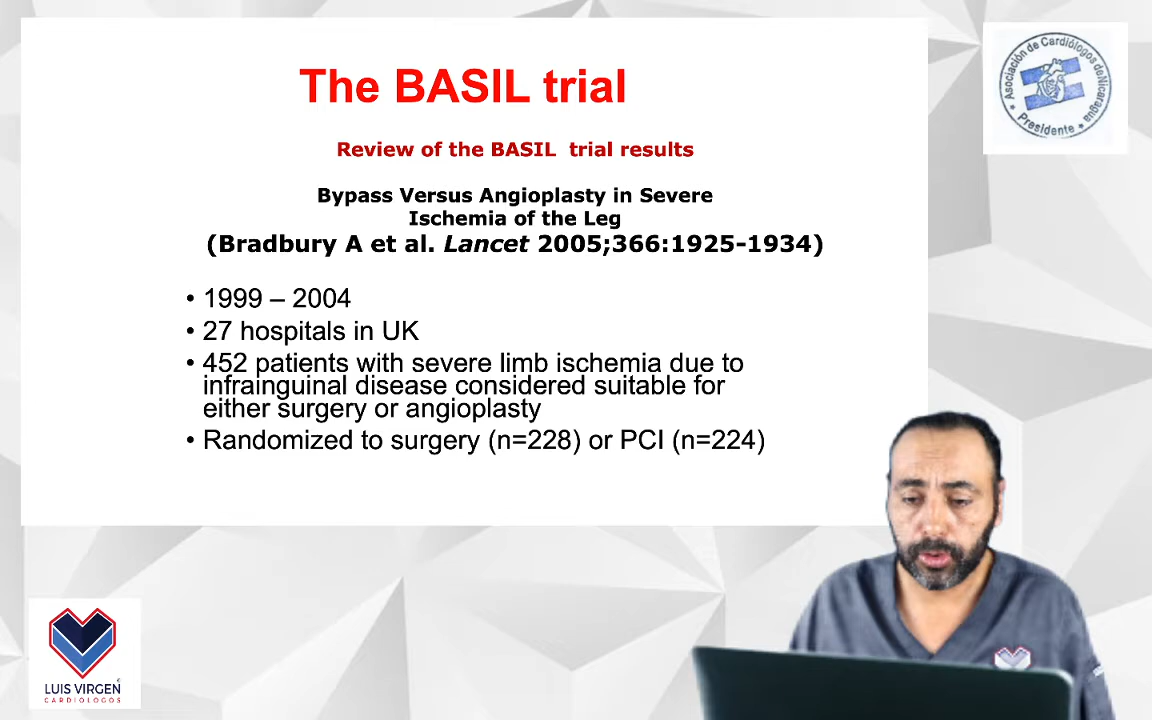 The BASIL trial
Review of the BASIL trial results
Bypass Versus Angioplasty in Severe
Ischemia of the Leg
(Bradbury A et al. Lancet 2005;366:1925-1934)
• 1999 – 2004
• 27 hospitals in UK
• 452 patients with severe limb ischemia due to
infrainguinal disease considered suitable for
either surgery or angioplasty
• Randomized to surgery (n=228) or PCI (n=224)
Asociación de Cardiólogos de Nicaragua
Presidente
LUIS VIRGEN
CARDIOLOGOS